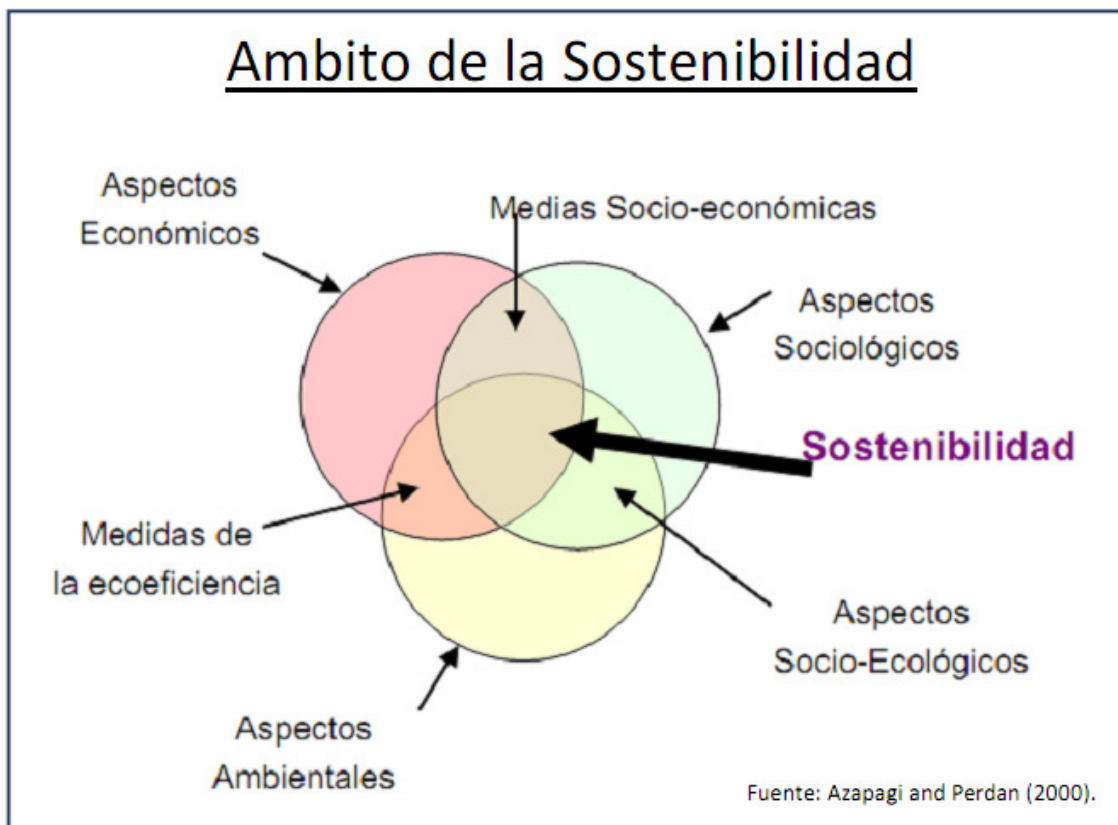 Ambito de la Sostenibilidad
Aspectos
Económicos
Medias Socio-económicas
Aspectos
Sociológicos
Sostenibilidad
Medidas de
la ecoeficiencia
Aspectos
Socio-Ecológicos
Aspectos
Ambientales
Fuente: Azapagi and Perdan (2000).